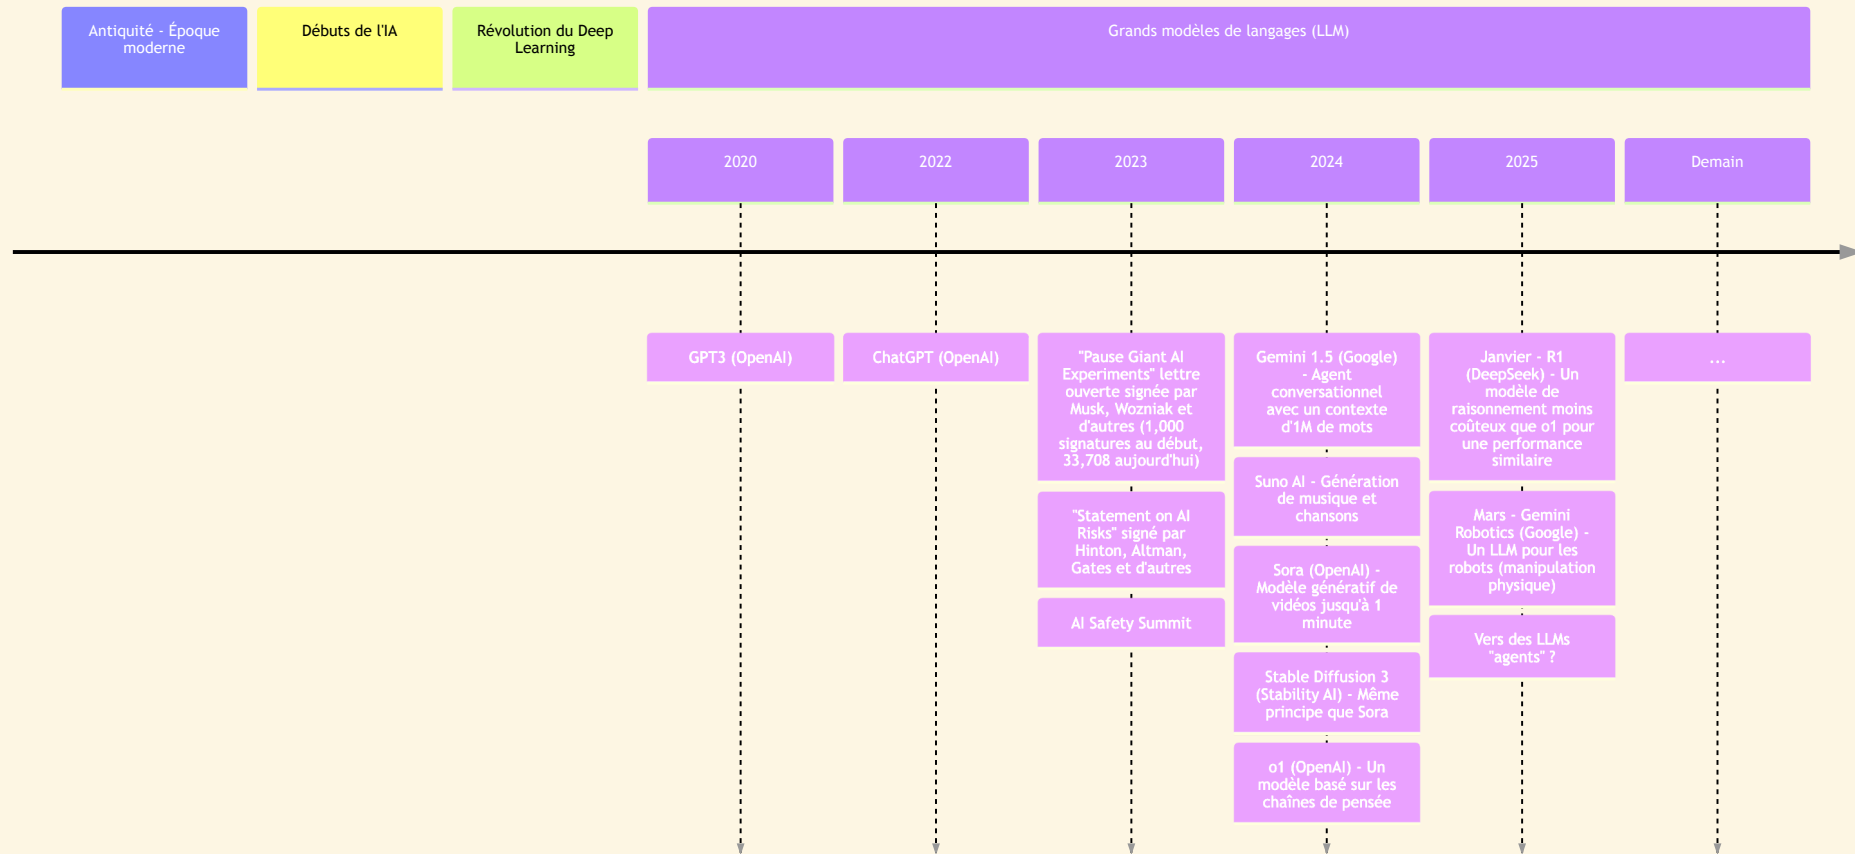 Antiquité - Époque
moderne
Débuts de l'IA
Révolution du Deep
Learning
Grands modèles de langages (LLM)
2020
2022
2023
2024
2025
Demain
GPT3 (OpenAI)
ChatGPT (OpenAI)
"Pause Giant AI
Experiments" lettre
ouverte signée par
Musk, Wozniak et
d'autres (1,000
signatures au début,
33,708 aujourd'hui)
"Statement on AI
Risks" signé par
Hinton, Altman,
Gates et d'autres
AI Safety Summit
Gemini 1.5 (Google)
- Agent
conversationnel
avec un contexte
d'1M de mots
Suno AI - Génération
de musique et
chansons
Sora (OpenAI) -
Modèle génératif de
vidéos jusqu'à 1
minute
Stable Diffusion 3
(Stability AI) - Même
principe que Sora
o1 (OpenAI) - Un
modèle basé sur les
chaînes de pensée
Janvier - R1
(DeepSeek) - Un
modèle de
raisonnement moins
coûteux que o1 pour
une performance
similaire
Mars - Gemini
Robotics (Google) -
Un LLM pour les
robots (manipulation
physique)
Vers des LLMs
"agents" ?
...